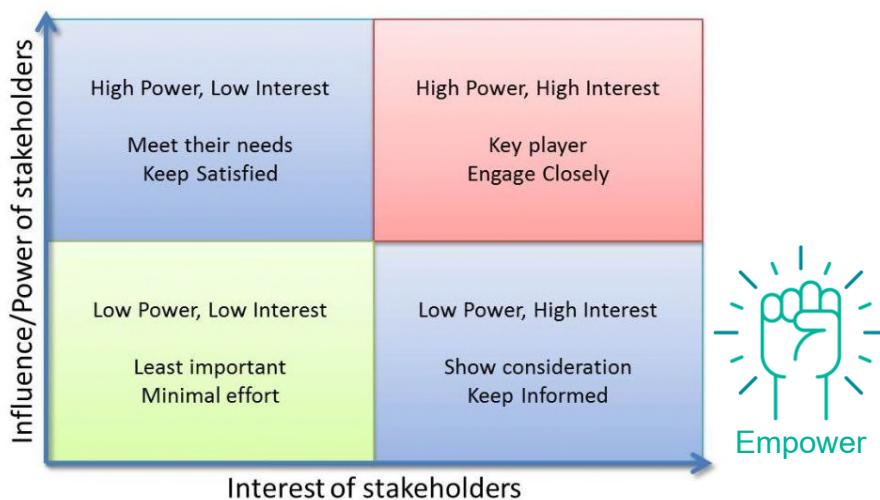 Influence/Power of stakeholders
High Power, Low Interest
Meet their needs
Keep Satisfied
High Power, High Interest
Key player
Engage Closely
Low Power, Low Interest
Least important
Minimal effort
Low Power, High Interest
Show consideration
Keep Informed
Empower
Interest of stakeholders